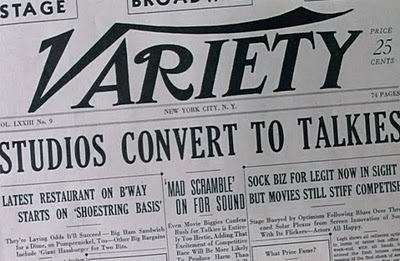 STAGE
BROADW
VARIETY
PRICE
25
CENTS
NEW YORK CITY, N. Y.
VOL. LXXIII No. 9
74 PAGES
STUDIOS CONVERT TO TALKIES
LATEST RESTAURANT ON B'WAY
STARTS ON 'SHOESTRING BASIS'
They're Laying Odds It'll Succeed—Big Ham Sandwich
for a Dime, on Pumpernickel, Too—Other Big Bargains
Include 'Giant Hamburger for Two Bits.
'MAD SCRAMBLE'
ON FOR SOUND
Even Movie Biggies Confess
Rush for Talkies is Entire-
ly Too Hectic, Adding That
Excitement of Competitive
Race Will Be More Likely
To Produce Harm Than
SOCK BIZ FOR LEGIT NOW IN SIGHT
BUT MOVIES STILL STIFF COMPETISH
Stage Buoyed by Optimism Following Blues Over Three
ened Solar Plexus from Screen Innovation of Sou
With Its Flickers—Actors All Happy.
What Price Fame?